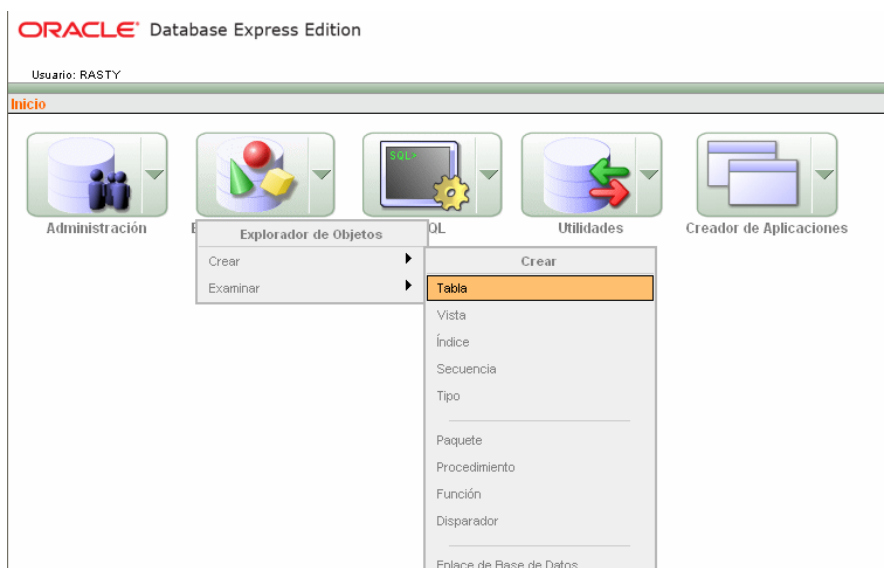 ORACLE Database Express Edition
Usuario: RASTY
Inicio
SQL>
Administración
QL
Utilidades
Creador de Aplicaciones
Explorador de Objetos
Crear
Examinar
Crear
Tabla
Vista
Índice
Secuencia
Tipo
Paquete
Procedimiento
Función
Disparador
Enlace de Base de Datos